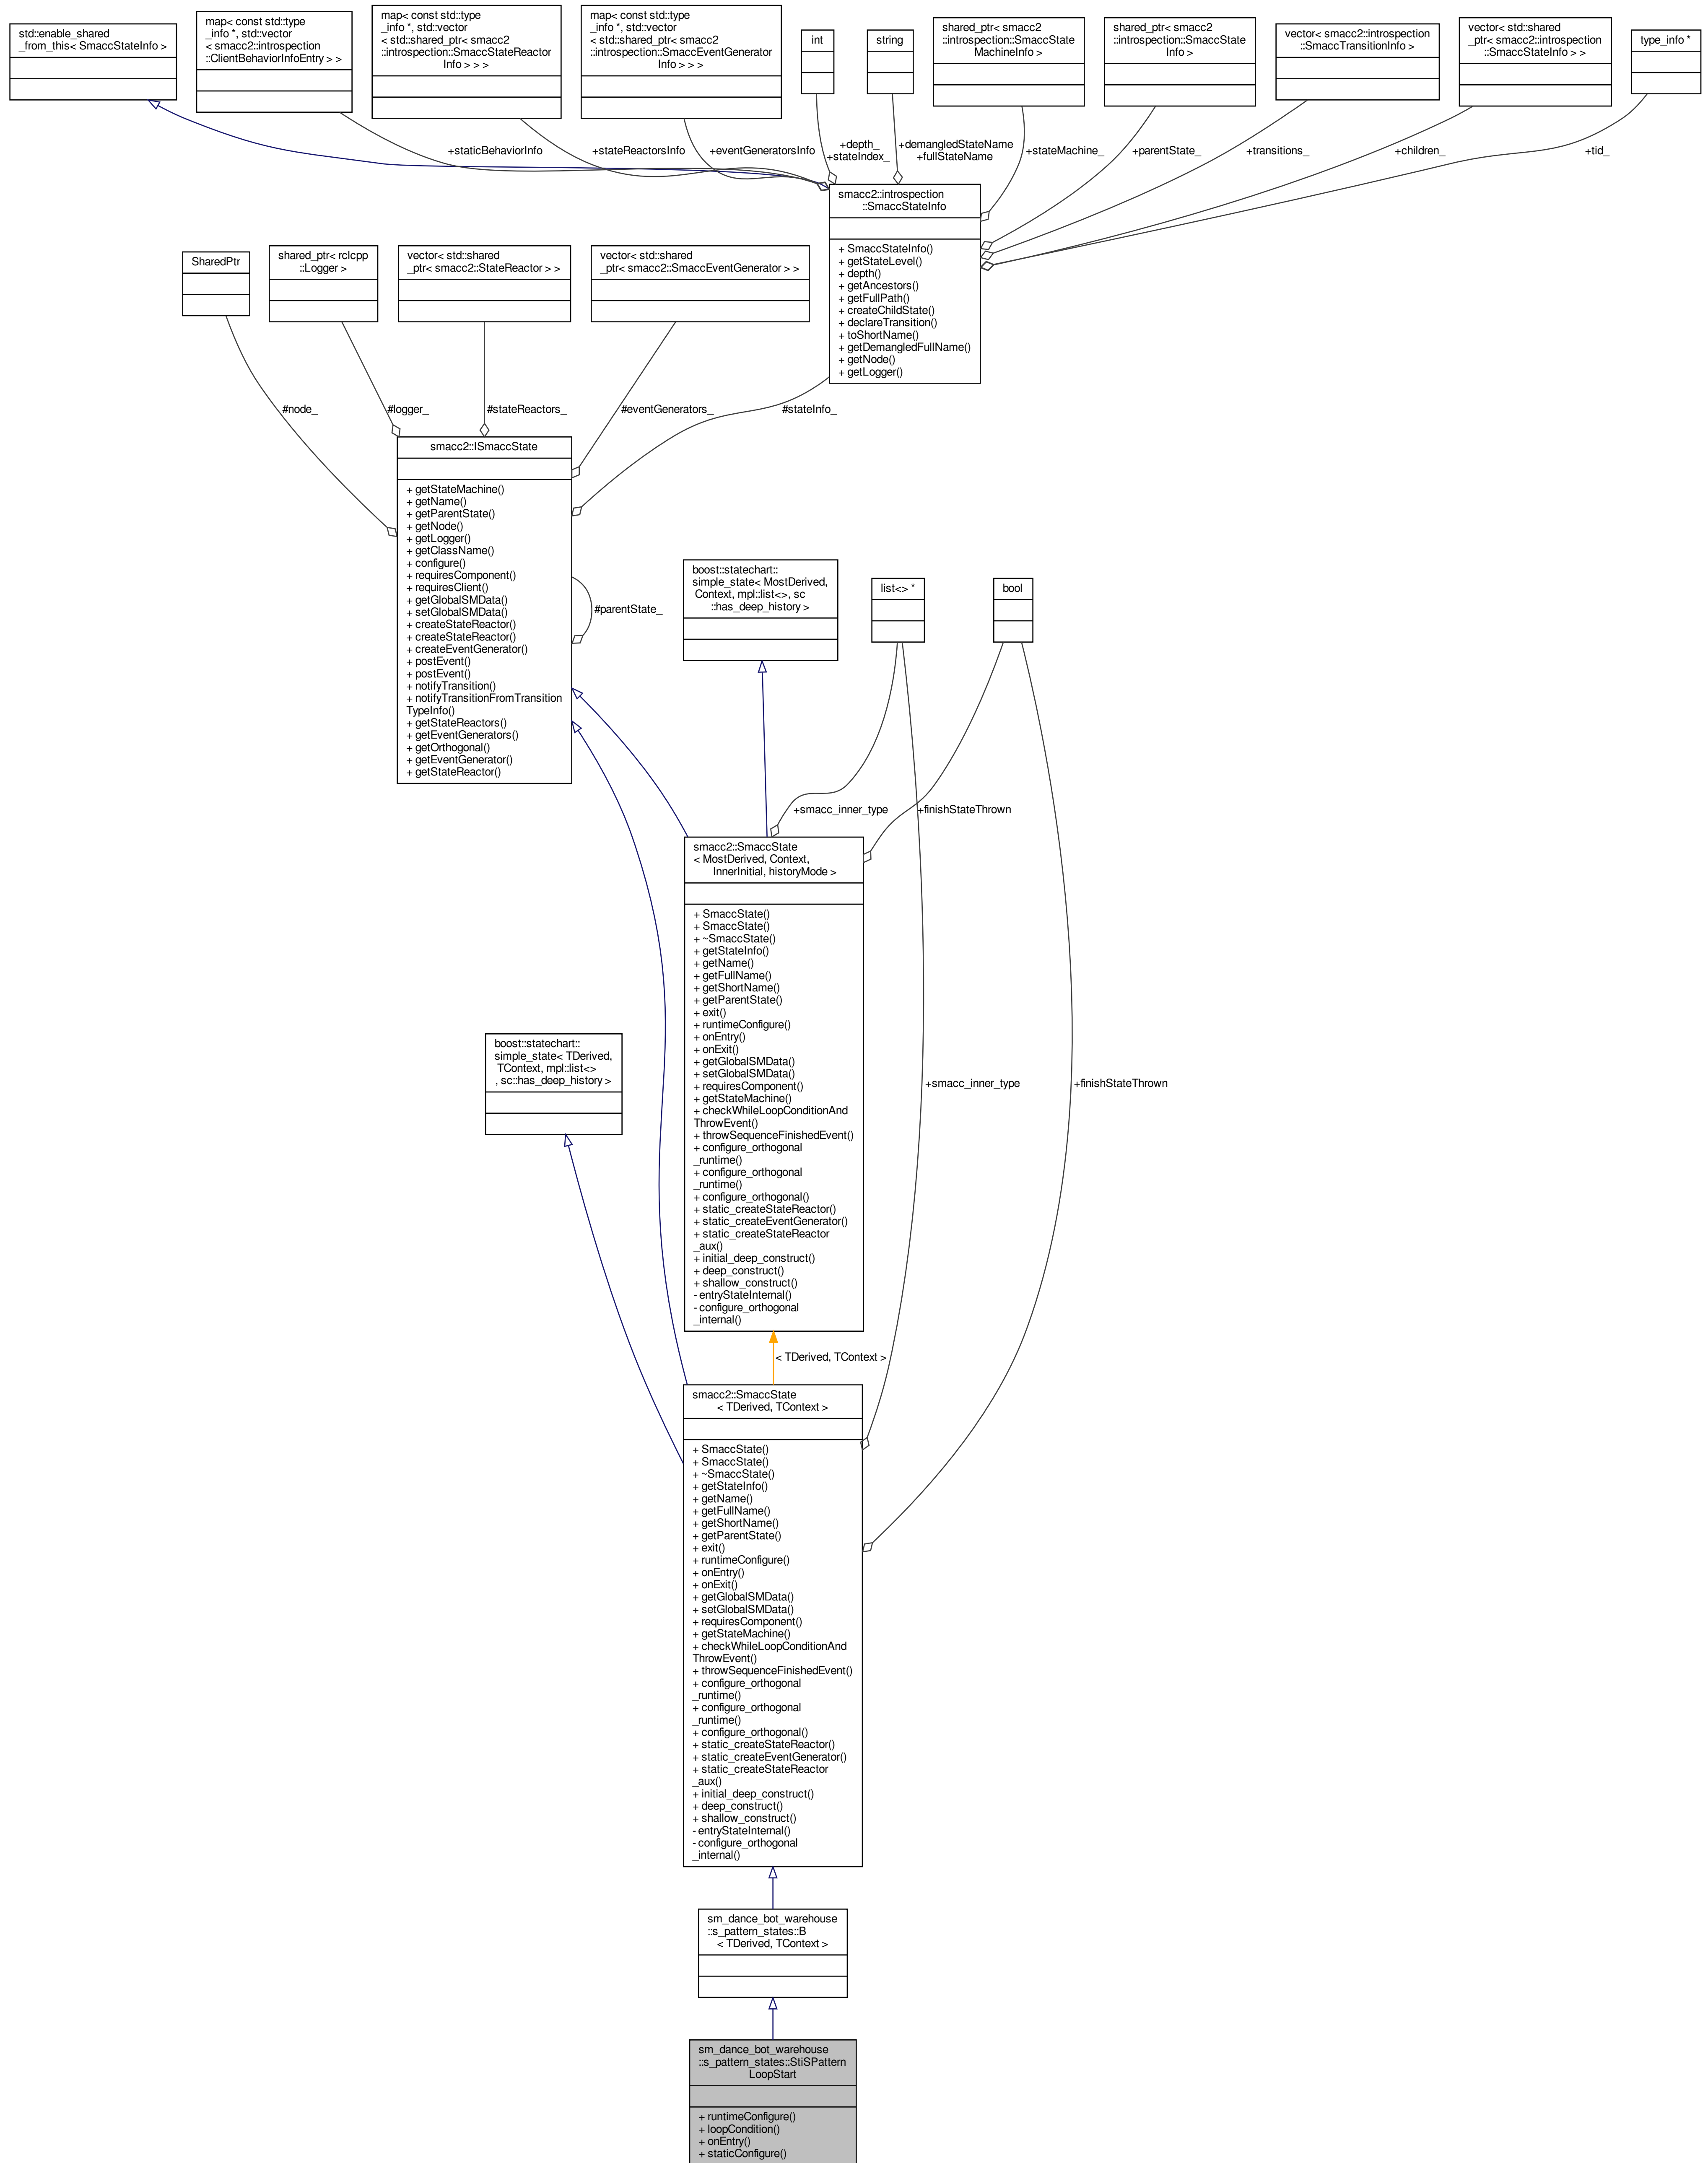 std::enable_shared
_from_this< SmaccStateInfo >
map< const std::type
_info *, std::vector
< smacc2::introspection
::ClientBehaviorInfoEntry > >
map< const std::type
_info *, std::vector
< std::shared_ptr< smacc2
::introspection::SmaccStateReactor
Info > > >
map< const std::type
_info *, std::vector
< std::shared_ptr< smacc2
::introspection::SmaccEventGenerator
Info > > >
int
string
shared_ptr< smacc2
::introspection::SmaccState
MachineInfo >
shared_ptr< smacc2
::introspection::SmaccState
Info >
vector< smacc2::introspection
::SmaccTransitionInfo >
vector< std::shared
_ptr< smacc2::introspection
::SmaccStateInfo > >
type_info *
+staticBehaviorInfo
+stateReactorsInfo
+eventGeneratorsInfo
+depth_
+stateIndex_
+demangledStateName
+fullStateName
+stateMachine_
+parentState_
+transitions_
+children_
+tid_
smacc2::introspection
::SmaccStateInfo
+ SmaccStateInfo()
+ getStateLevel()
+ depth()
+ getAncestors()
+ getFullPath()
+ createChildState()
+ declareTransition()
+ toShortName()
+ getDemangledFullName()
+ getNode()
+ getLogger()
SharedPtr
shared_ptr< rclcpp
::Logger >
vector< std::shared
_ptr< smacc2::StateReactor > >
vector< std::shared
_ptr< smacc2::SmaccEventGenerator > >
#node_
#logger_
#stateReactors_
#eventGenerators_
#stateInfo_
smacc2::ISmaccState
+ getStateMachine()
+ getName()
+ getParentState()
+ getNode()
+ getLogger()
+ getClassName()
+ configure()
+ requiresComponent()
+ requiresClient()
+ getGlobalSMData()
+ setGlobalSMData()
+ createStateReactor()
+ createStateReactor()
+ createEventGenerator()
+ postEvent()
+ postEvent()
+ notifyTransition()
+ notifyTransitionFromTransition
TypeInfo()
+ getStateReactors()
+ getEventGenerators()
+ getOrthogonal()
+ getEventGenerator()
+ getStateReactor()
#parentState_
boost::statechart::
simple_state< MostDerived,
Context, mpl::list<>, sc
::has_deep_history >
list<> *
bool
+smacc_inner_type
+finishStateThrown
smacc2::SmaccState
< MostDerived, Context,
InnerInitial, historyMode >
+ SmaccState()
+ SmaccState()
+ ~SmaccState()
+ getStateInfo()
+ getName()
+ getFullName()
+ getShortName()
+ getParentState()
+ exit()
+ runtimeConfigure()
+ onEntry()
+ onExit()
+ getGlobalSMData()
+ setGlobalSMData()
+ requiresComponent()
+ getStateMachine()
+ checkWhileLoopConditionAnd
ThrowEvent()
+ throwSequenceFinishedEvent()
+ configure_orthogonal
_runtime()
+ configure_orthogonal
_runtime()
+ configure_orthogonal()
+ static_createStateReactor()
+ static_createEventGenerator()
+ static_createStateReactor
_aux()
+ initial_deep_construct()
+ deep_construct()
+ shallow_construct()
- entryStateInternal()
- configure_orthogonal
_internal()
boost::statechart::
simple_state< TDerived,
TContext, mpl::list<>
, sc::has_deep_history >
+smacc_inner_type
+finishStateThrown
< TDerived, TContext >
smacc2::SmaccState
< TDerived, TContext >
+ SmaccState()
+ SmaccState()
+ ~SmaccState()
+ getStateInfo()
+ getName()
+ getFullName()
+ getShortName()
+ getParentState()
+ exit()
+ runtimeConfigure()
+ onEntry()
+ onExit()
+ getGlobalSMData()
+ setGlobalSMData()
+ requiresComponent()
+ getStateMachine()
+ checkWhileLoopConditionAnd
ThrowEvent()
+ throwSequenceFinishedEvent()
+ configure_orthogonal
_runtime()
+ configure_orthogonal
_runtime()
+ configure_orthogonal()
+ static_createStateReactor()
+ static_createEventGenerator()
+ static_createStateReactor
_aux()
+ initial_deep_construct()
+ deep_construct()
+ shallow_construct()
- entryStateInternal()
- configure_orthogonal
_internal()
sm_dance_bot_warehouse
::s_pattern_states::B
< TDerived, TContext >
sm_dance_bot_warehouse
::s_pattern_states::StiSPattern
LoopStart
+ runtimeConfigure()
+ loopCondition()
+ onEntry()
+ staticConfigure()